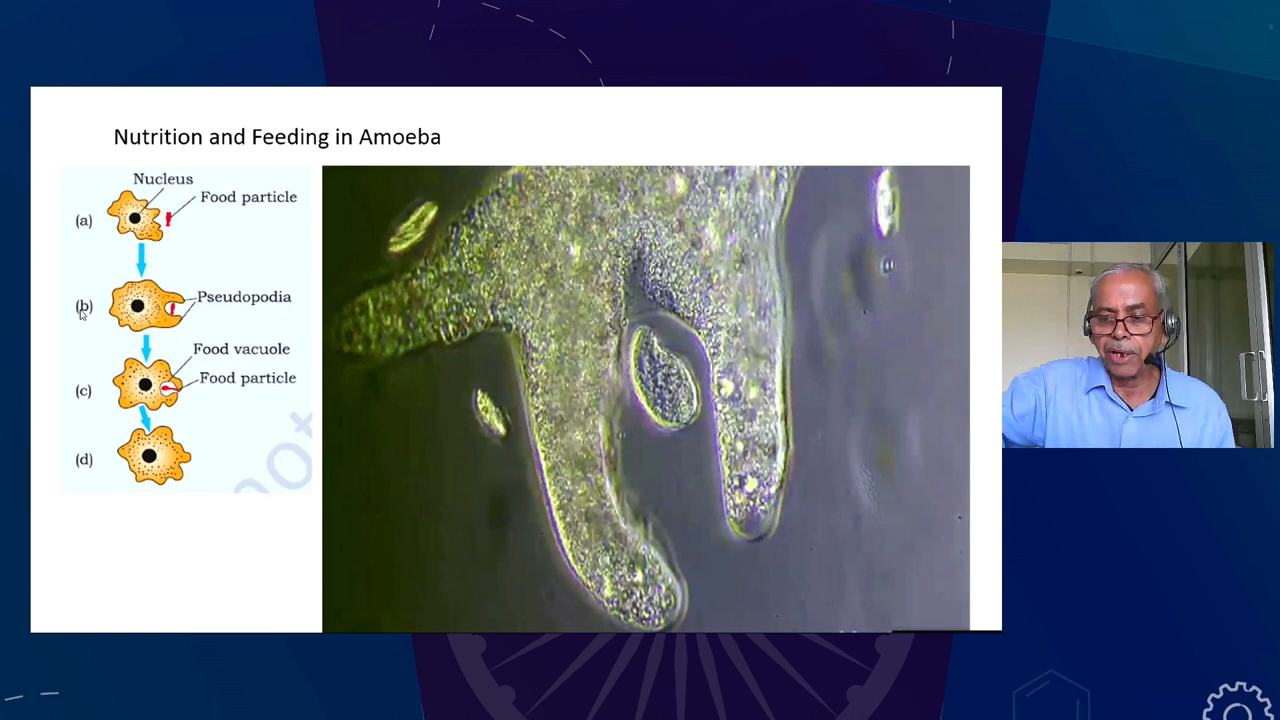 Nutrition and Feeding in Amoeba
Nucleus
Food particle
(a)
Pseudopodia
(b)
Food vacuole
Food particle
(c)
(d)